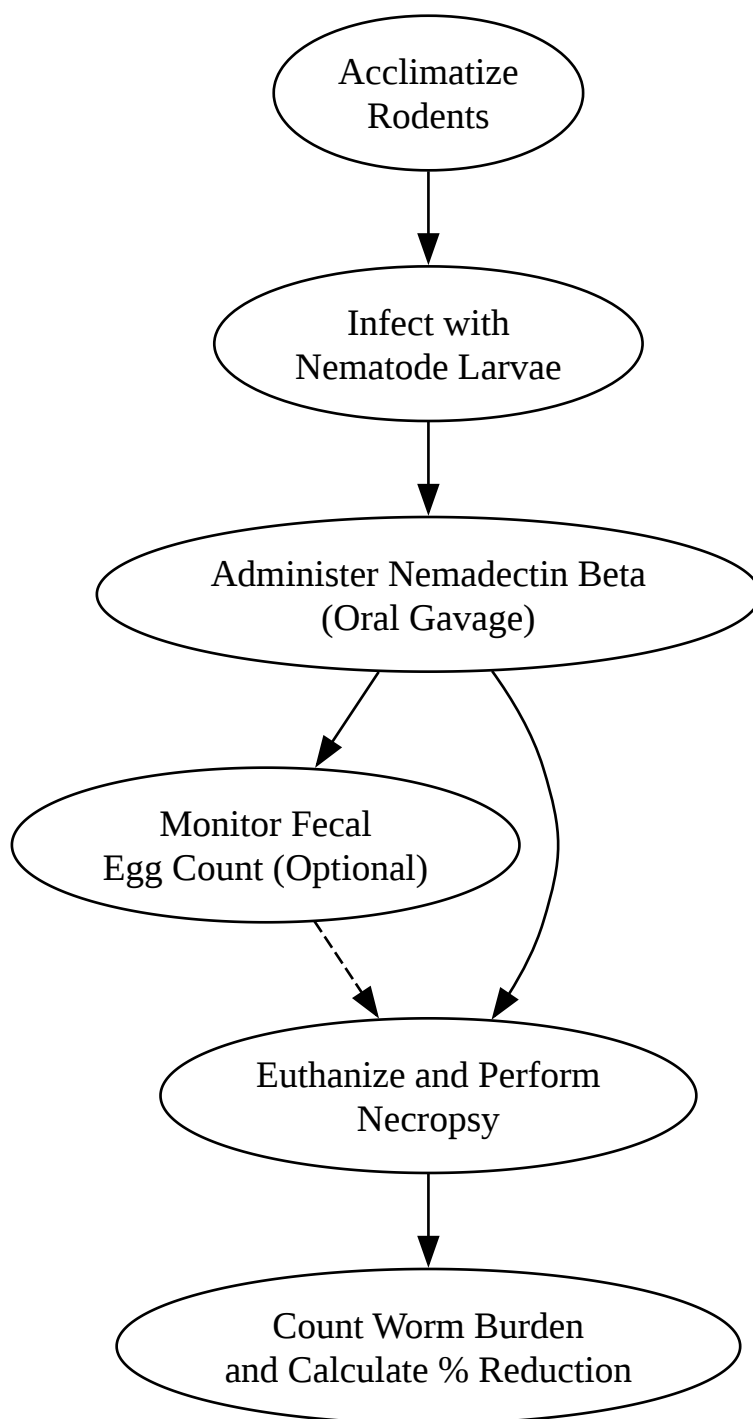 Acclimatize
Rodents
Infect with
Nematode Larvae
Administer Nemadectin Beta
(Oral Gavage)
Monitor Fecal
Egg Count (Optional)
Euthanize and Perform
Necropsy
Count Worm Burden
and Calculate % Reduction